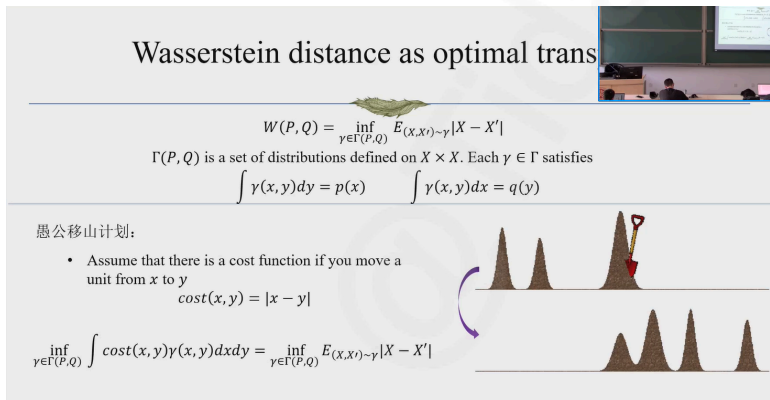 Wasserstein distance as optimal trans
W(P, Q) = inf_{γ∈Γ(P,Q)} E_{(X,X′)~γ}|X − X′|
Γ(P, Q) is a set of distributions defined on X × X. Each γ ∈ Γ satisfies
∫ γ(x, y)dy = p(x) ∫ γ(x, y)dx = q(y)
愚公移山计划：
• Assume that there is a cost function if you move a
unit from x to y
cost(x, y) = |x − y|
inf_{γ∈Γ(P,Q)} ∫ cost(x, y)γ(x, y)dxdy = inf_{γ∈Γ(P,Q)} E_{(X,X′)~γ}|X − X′|